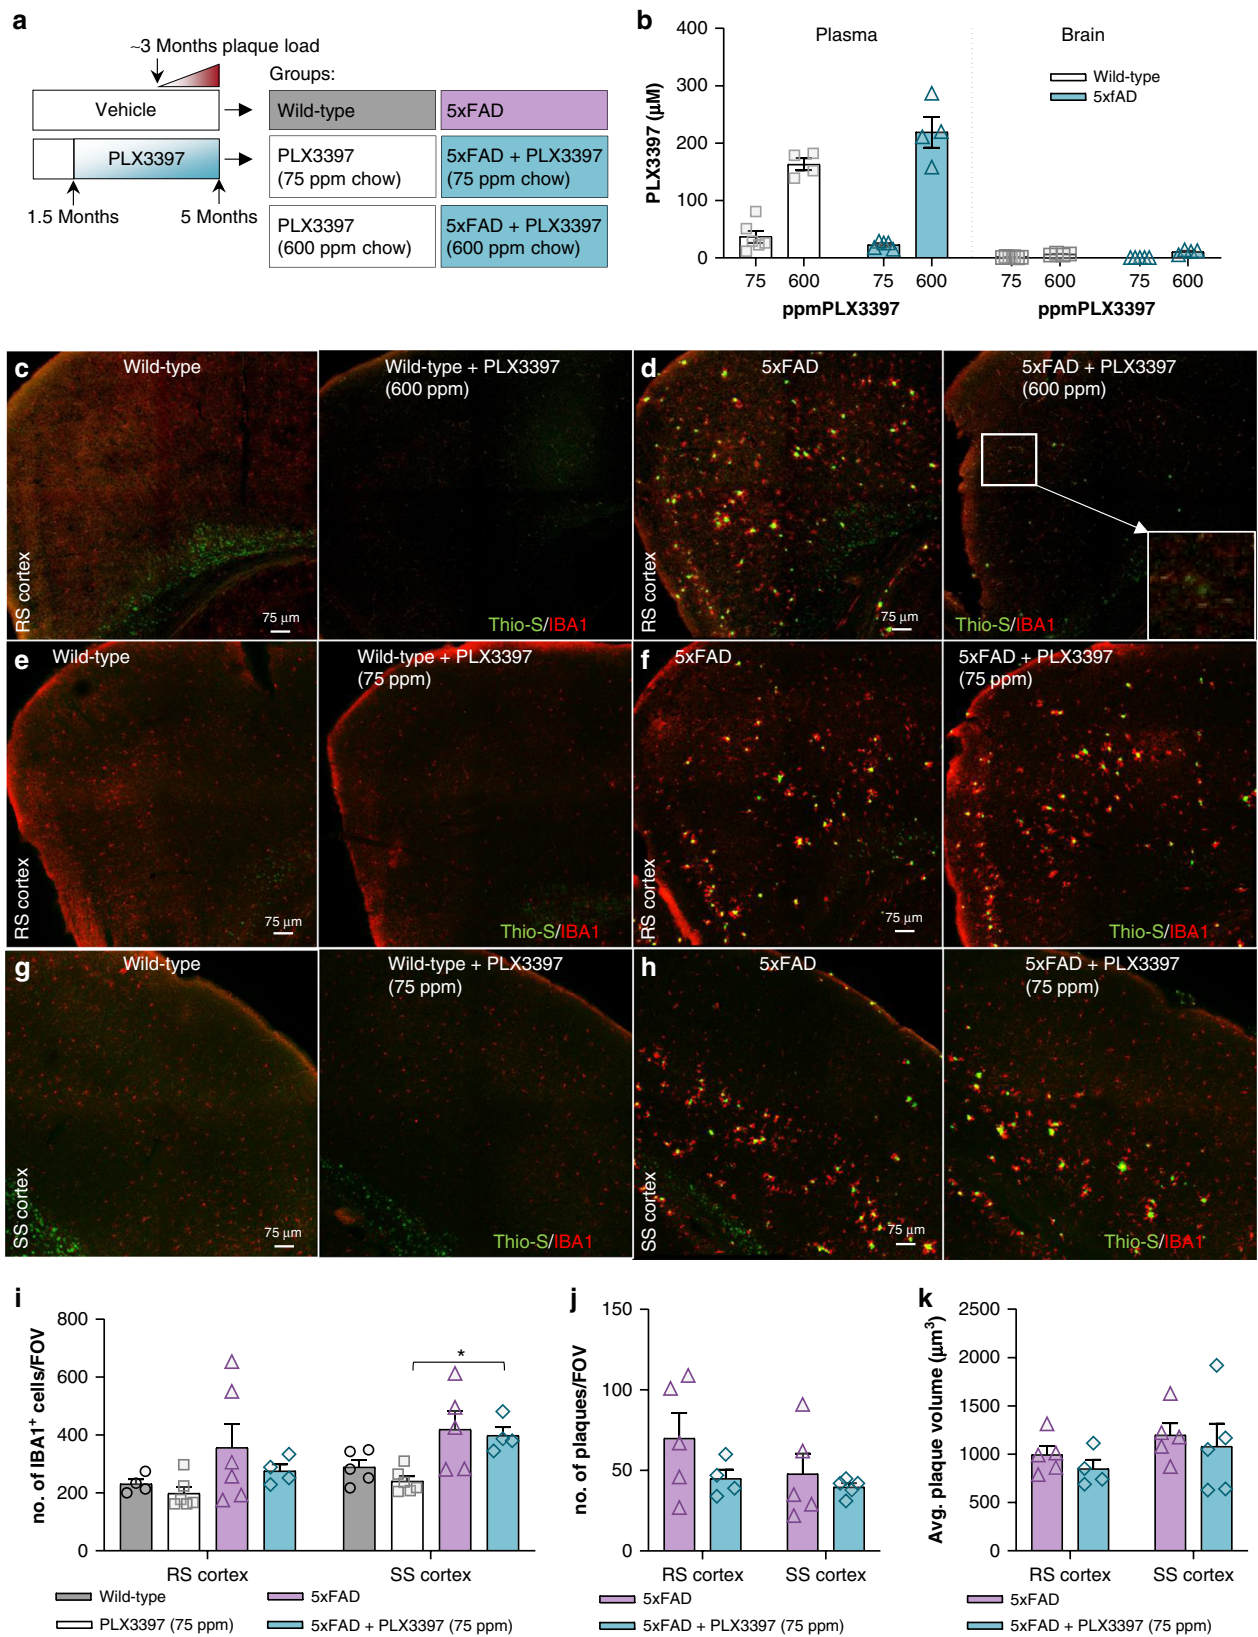 a
~3 Months plaque load
Groups:
Vehicle
Wild-type
5xFAD
PLX3397
PLX3397
(75 ppm chow)
5xFAD + PLX3397
(75 ppm chow)
1.5 Months
5 Months
PLX3397
(600 ppm chow)
5xFAD + PLX3397
(600 ppm chow)
b
400
300
200
100
0
PLX3397 (µM)
Plasma
Brain
Wild-type
5xfAD
75
600
75
600
75
600
75
600
ppmPLX3397
ppmPLX3397
c
Wild-type
RS cortex
75 µm
Wild-type + PLX3397
(600 ppm)
Thio-S/IBA1
d
5xFAD
RS cortex
75 µm
5xFAD + PLX3397
(600 ppm)
Thio-S/IBA1
e
Wild-type
RS cortex
75 µm
Wild-type + PLX3397
(75 ppm)
Thio-S/IBA1
f
5xFAD
RS cortex
75 µm
5xFAD + PLX3397
(75 ppm)
Thio-S/IBA1
g
Wild-type
SS cortex
75 µm
Wild-type + PLX3397
(75 ppm)
Thio-S/IBA1
h
5xFAD
SS cortex
75 µm
5xFAD + PLX3397
(75 ppm)
Thio-S/IBA1
i
800
600
400
200
0
no. of IBA1+ cells/FOV
*
RS cortex
SS cortex
Wild-type
5xFAD
PLX3397 (75 ppm)
5xFAD + PLX3397 (75 ppm)
j
150
100
50
0
no. of plaques/FOV
RS cortex
SS cortex
5xFAD
5xFAD + PLX3397 (75 ppm)
k
2500
2000
1500
1000
500
0
Avg. plaque volume (µm³)
RS cortex
SS cortex
5xFAD
5xFAD + PLX3397 (75 ppm)